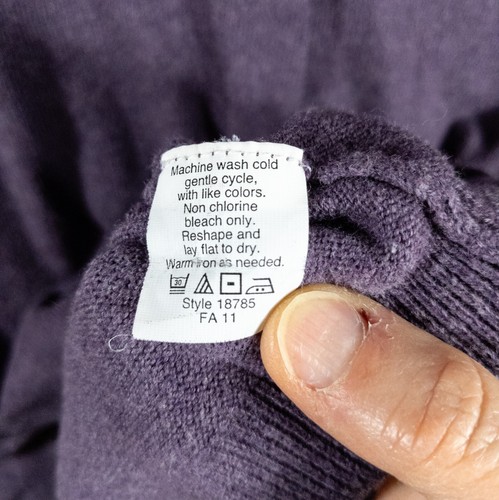 Machine wash cold
gentle cycle,
with like colors.
Non chlorine
bleach only.
Reshape and
lay flat to dry.
Warm iron as needed.
30
Style 18785
FA 11